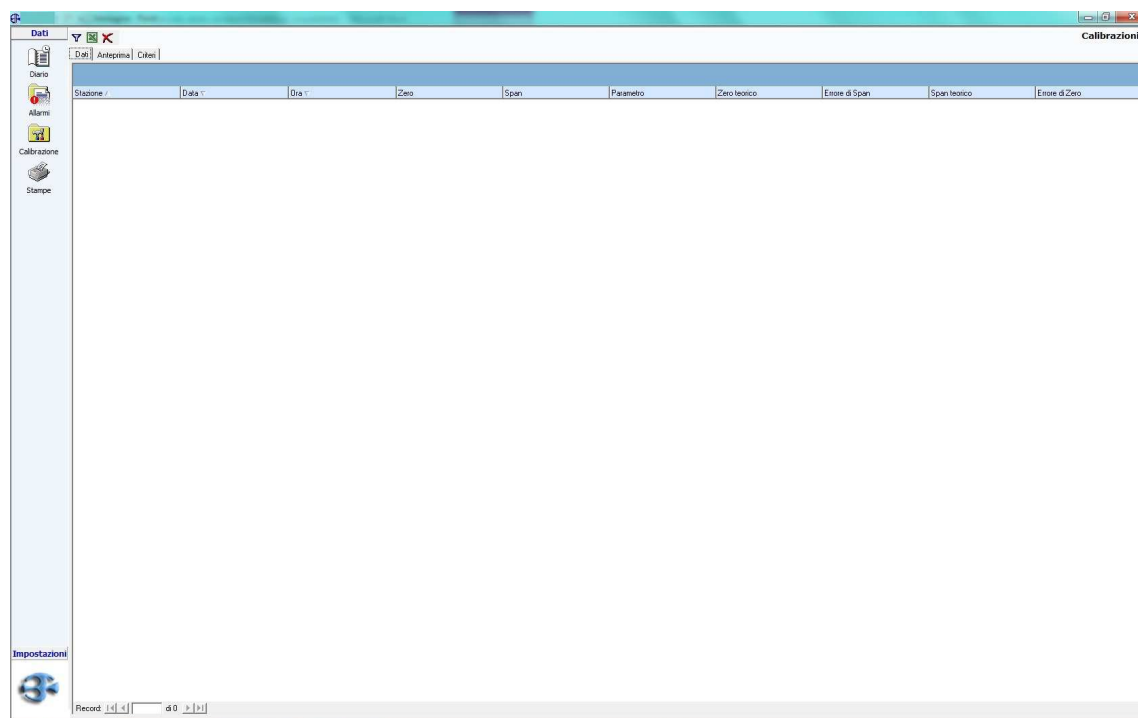 Dati
Calibrazioni
Dati Anteprima Criteri
Diario
Stazione Data Ora Zero Span Parametro Zero teorico Errore di Span Span teorico Errore di Zero
Allarmi
Calibrazione
Stampe
Impostazioni
Record: di 0